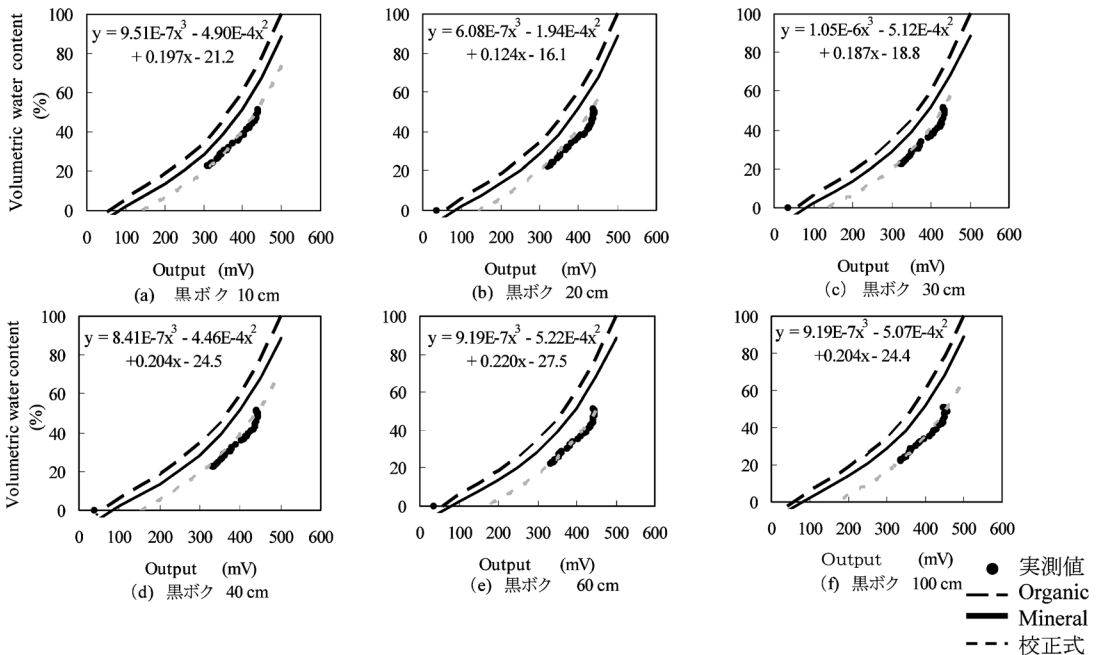 y = 9.51E-7x³ - 4.90E-4x²
+ 0.197x - 21.2
Volumetric water content
(%)
100
80
60
40
20
0
0 100 200 300 400 500 600
Output (mV)
(a) 黒ボク 10 cm
y = 6.08E-7x³ - 1.94E-4x²
+ 0.124x - 16.1
100
80
60
40
20
0
0 100 200 300 400 500 600
Output (mV)
(b) 黒ボク 20 cm
y = 1.05E-6x³ - 5.12E-4x²
+ 0.187x - 18.8
100
80
60
40
20
0
0 100 200 300 400 500 600
Output (mV)
(c) 黒ボク 30 cm
y = 8.41E-7x³ - 4.46E-4x²
+0.204x - 24.5
Volumetric water content
(%)
100
80
60
40
20
0
0 100 200 300 400 500 600
Output (mV)
(d) 黒ボク 40 cm
y = 9.19E-7x³ - 5.22E-4x²
+ 0.220x - 27.5
100
80
60
40
20
0
0 100 200 300 400 500 600
Output (mV)
(e) 黒ボク 60 cm
y = 9.19E-7x³ - 5.07E-4x²
+0.204x - 24.4
100
80
60
40
20
0
0 100 200 300 400 500 600
Output (mV)
(f) 黒ボク 100 cm
実測値
Organic
Mineral
校正式